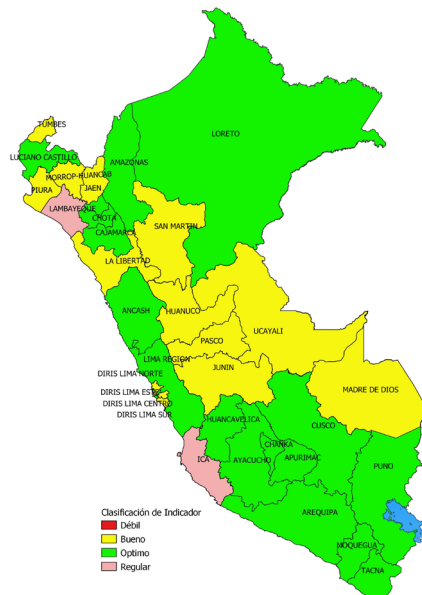 TUMBES
LUCIANO CASTILLO
AMAZONAS
LORETO
MORROP-HUANCAB
PIURA
JAEN
LAMBAYEQUE
CHOTA
CAJAMARCA
SAN MARTIN
LA LIBERTAD
ANCASH
HUANUCO
UCAYALI
PASCO
LIMA REGION
JUNIN
DIRIS LIMA NORTE
MADRE DE DIOS
DIRIS LIMA ESTE
DIRIS LIMA CENTRO
DIRIS LIMA SUR
HUANCAVELICA
CUSCO
CHANKA
ICA
AYACUCHO
APURIMAC
PUNO
AREQUIPA
MOQUEGUA
TACNA
Clasificación de Indicador
Débil
Bueno
Optimo
Regular